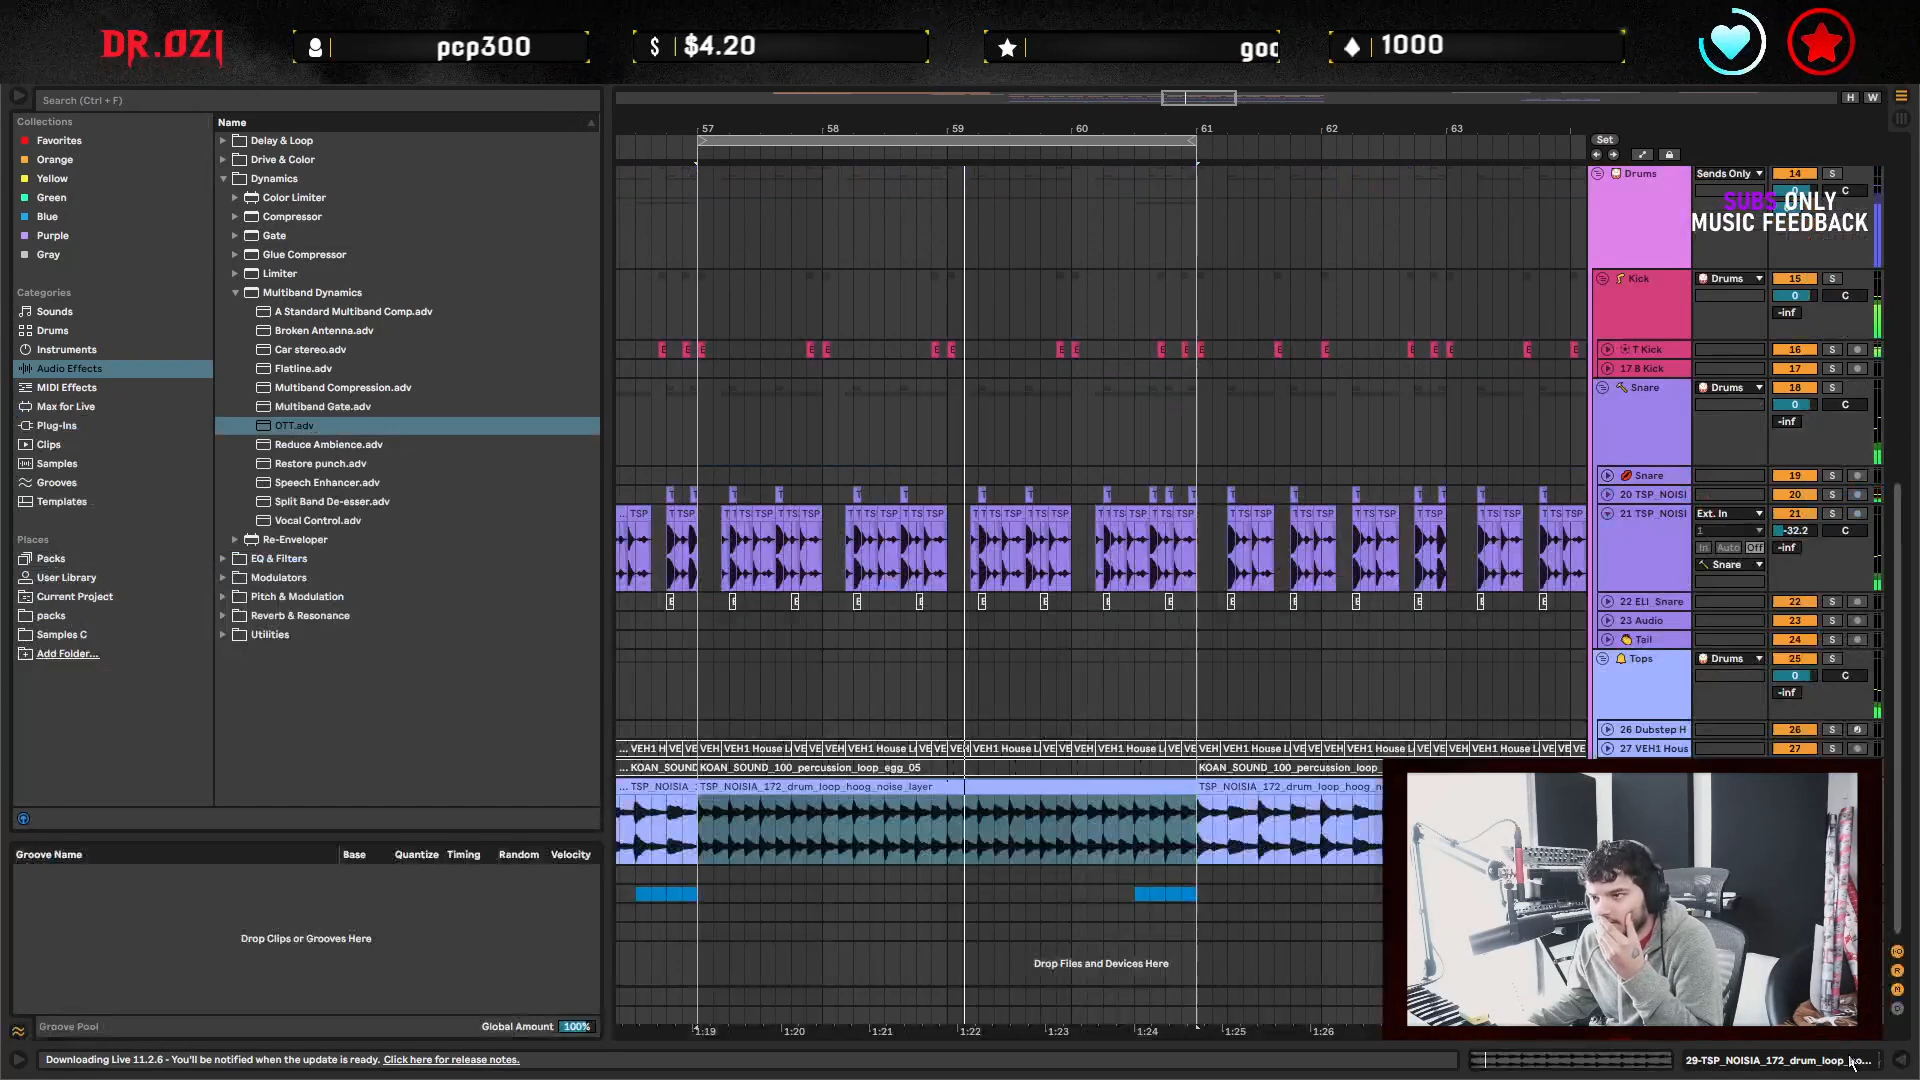 DR.OZI
pcp300
$ $4.20
goo
1000
Search (Ctrl + F)
H W
Collections
Favorites
Orange
Yellow
Green
Blue
Purple
Gray
Categories
Sounds
Drums
Instruments
Audio Effects
MIDI Effects
Max for Live
Plug-Ins
Clips
Samples
Grooves
Templates
Places
Packs
User Library
Current Project
packs
Samples C
Add Folder...
Name
Delay & Loop
Drive & Color
Dynamics
Color Limiter
Compressor
Gate
Glue Compressor
Limiter
Multiband Dynamics
A Standard Multiband Comp.adv
Broken Antenna.adv
Car stereo.adv
Flatline.adv
Multiband Compression.adv
Multiband Gate.adv
OTT.adv
Reduce Ambience.adv
Restore punch.adv
Speech Enhancer.adv
Split Band De-esser.adv
Vocal Control.adv
Re-Enveloper
EQ & Filters
Modulators
Pitch & Modulation
Reverb & Resonance
Utilities
57 58 59 60 61 62 63
Set
Drums Sends Only 14 S
0 C
SUBS ONLY
MUSIC FEEDBACK
Kick Drums 15 S
0 C
-inf
T Kick 16 S
17 B Kick 17 S
Snare Drums 18 S
0 C
-inf
Snare 19 S
20 TSP_NOISI 20 S
21 TSP_NOISI Ext. In 21 S
1 -32.2 C
In Auto Off -inf
Snare
22 ELI_Snare 22 S
23 Audio 23 S
Tail 24 S
Tops Drums 25 S
0 C
-inf
26 Dubstep H 26 S
27 VEH1 Hous 27 S
... KOAN_SOUND KOAN_SOUND_100_percussion_loop_egg_05 KOAN_SOUND_100_percussion_loop_
... TSP_NOISIA_ TSP_NOISIA_172_drum_loop_hoog_noise_layer TSP_NOISIA_172_drum_loop_hoog_n
Drop Files and Devices Here
1:19 1:20 1:21 1:22 1:23 1:24 1:25 1:26
Groove Name Base Quantize Timing Random Velocity
Drop Clips or Grooves Here
Groove Pool Global Amount 100%
Downloading Live 11.2.6 - You'll be notified when the update is ready. Click here for release notes.
29-TSP_NOISIA_172_drum_loop_ho...